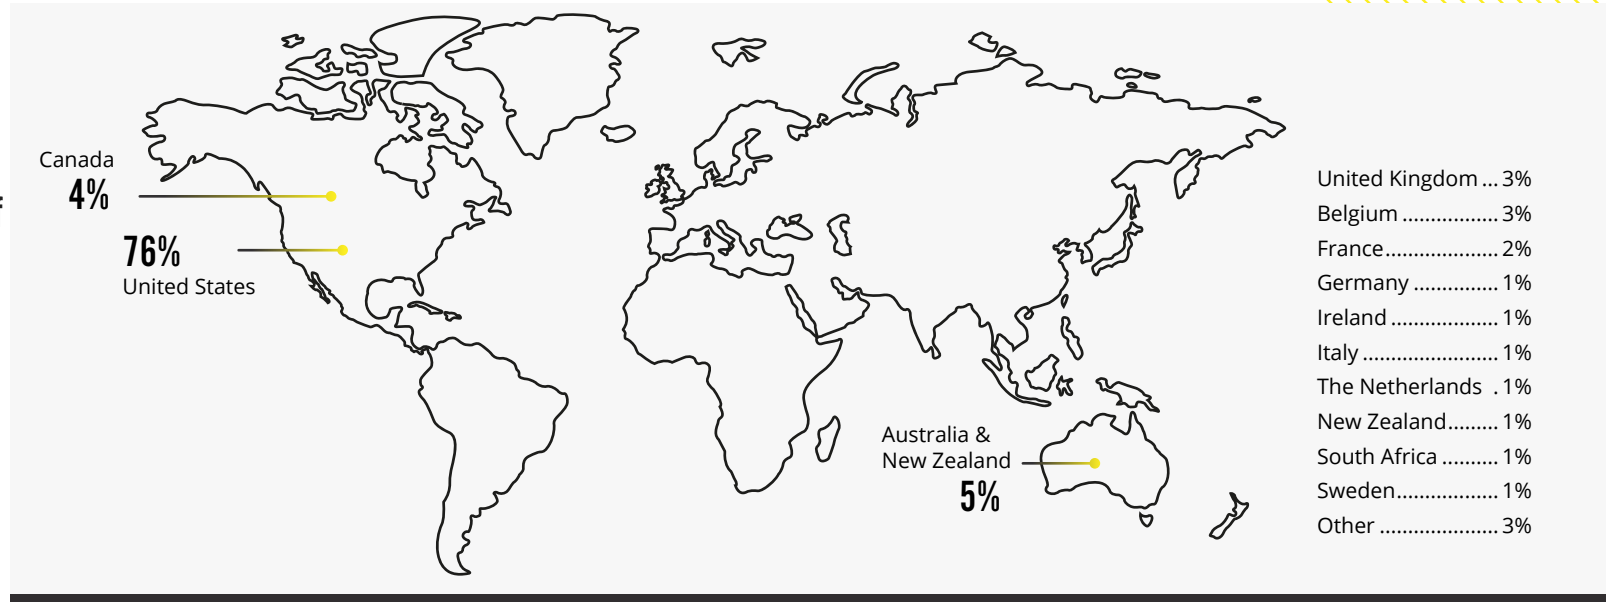 Canada
4%
76%
United States
Australia &
New Zealand
5%
United Kingdom ... 3%
Belgium .................. 3%
France..................... 2%
Germany ................ 1%
Ireland .................... 1%
Italy ......................... 1%
The Netherlands . 1%
New Zealand......... 1%
South Africa .......... 1%
Sweden................... 1%
Other ...................... 3%